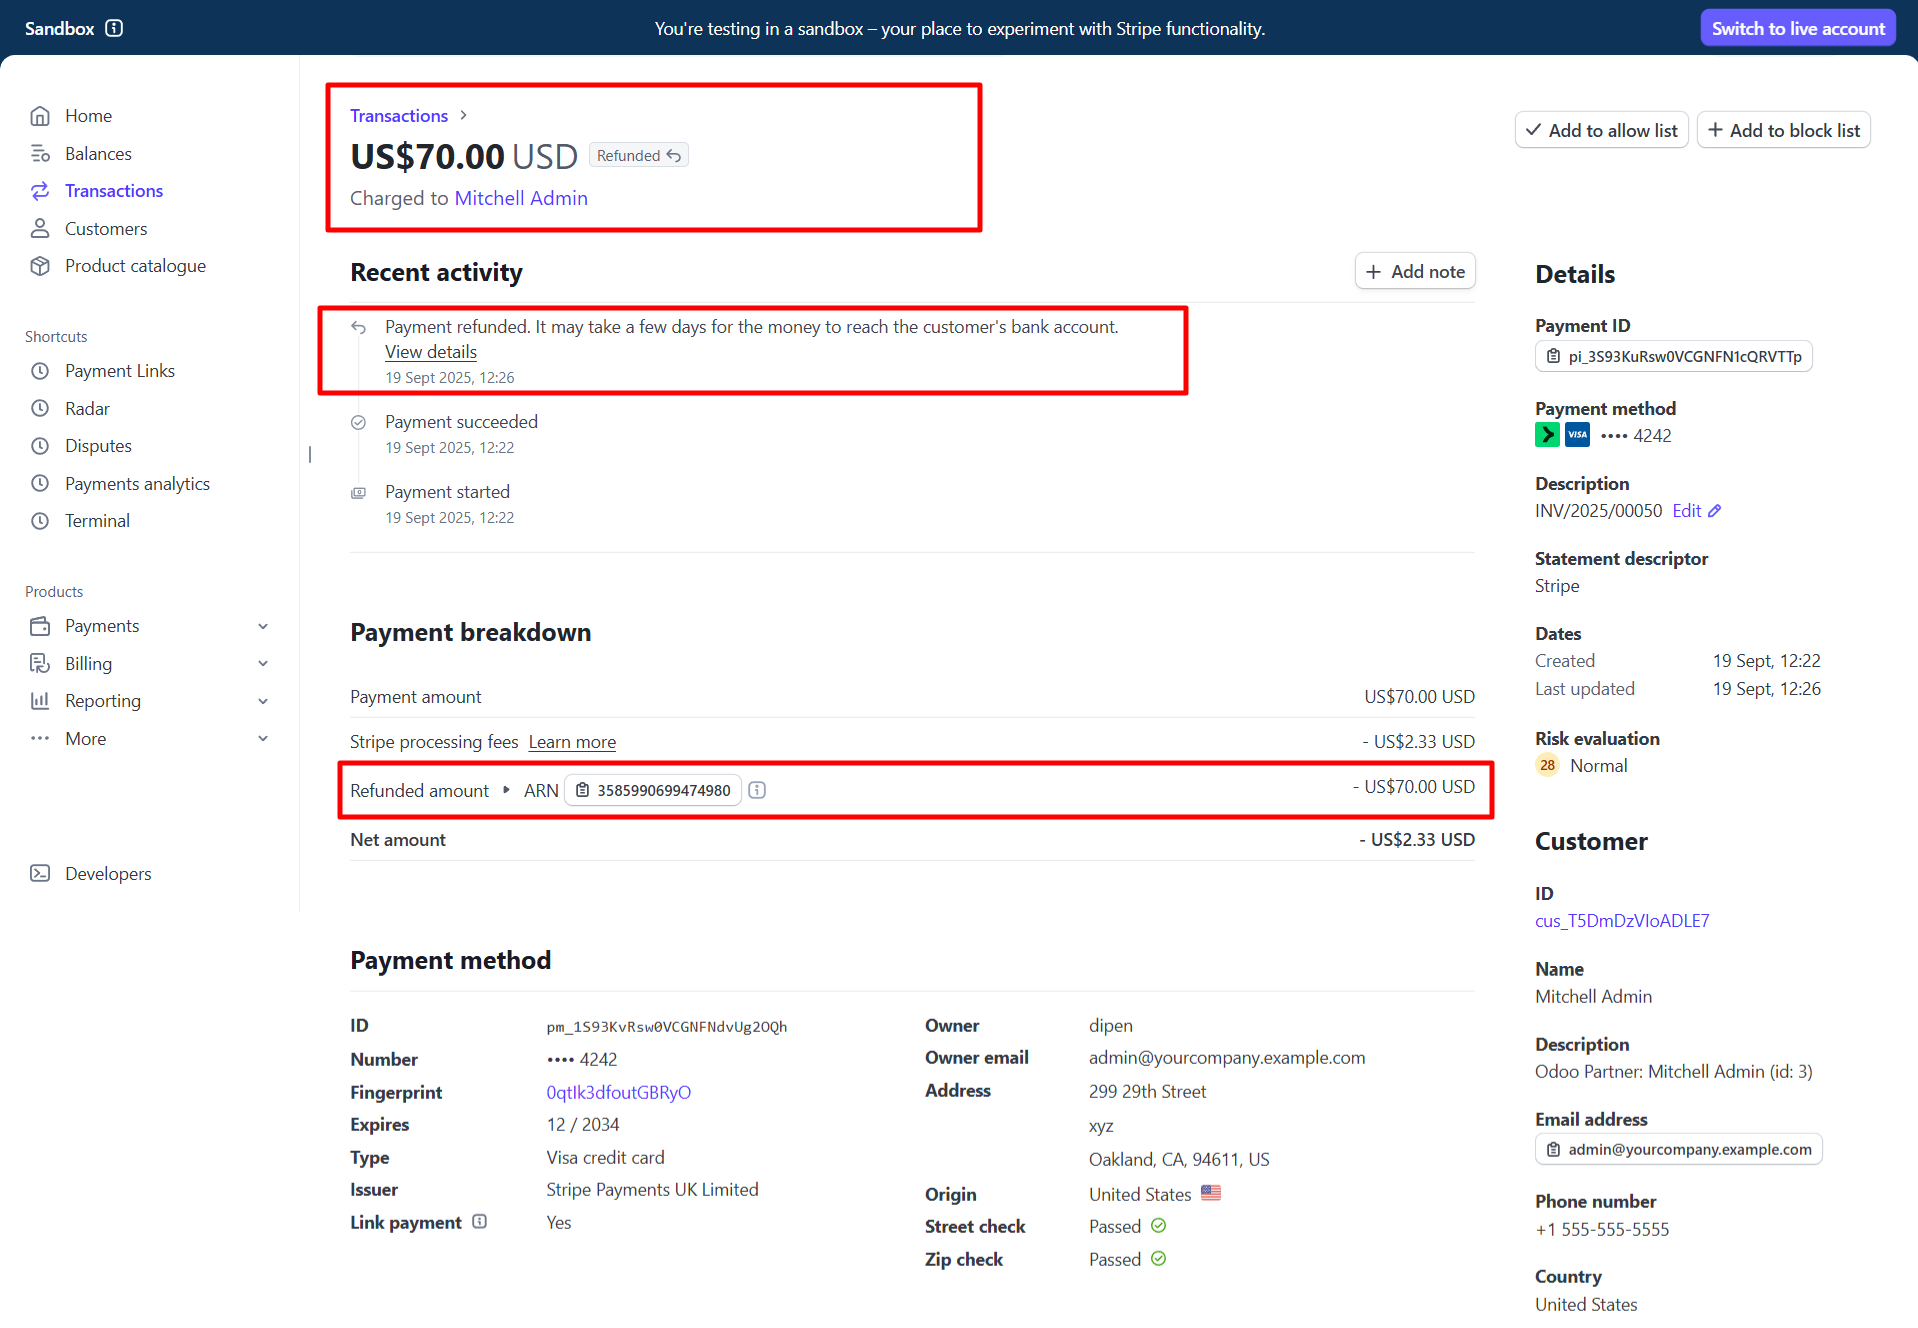 Sandbox
You're testing in a sandbox – your place to experiment with Stripe functionality.
Switch to live account
Home
Balances
Transactions
Customers
Product catalogue
Shortcuts
Payment Links
Radar
Disputes
Payments analytics
Terminal
Products
Payments
Billing
Reporting
More
Developers
Transactions
US$70.00 USD Refunded
Charged to Mitchell Admin
Add to allow list
Add to block list
Recent activity
Add note
Payment refunded. It may take a few days for the money to reach the customer's bank account.
View details
19 Sept 2025, 12:26
Payment succeeded
19 Sept 2025, 12:22
Payment started
19 Sept 2025, 12:22
Payment breakdown
Payment amount US$70.00 USD
Stripe processing fees Learn more - US$2.33 USD
Refunded amount ARN 3585990699474980 - US$70.00 USD
Net amount - US$2.33 USD
Payment method
ID pm_1S93KvRsw0VCGNFNdvUg2OQh
Number •••• 4242
Fingerprint 0qtIk3dfoutGBRyO
Expires 12 / 2034
Type Visa credit card
Issuer Stripe Payments UK Limited
Link payment Yes
Owner dipen
Owner email admin@yourcompany.example.com
Address 299 29th Street
xyz
Oakland, CA, 94611, US
Origin United States
Street check Passed
Zip check Passed
Details
Payment ID
pi_3S93KuRsw0VCGNFN1cQRVTTp
Payment method
VISA •••• 4242
Description
INV/2025/00050 Edit
Statement descriptor
Stripe
Dates
Created 19 Sept, 12:22
Last updated 19 Sept, 12:26
Risk evaluation
28 Normal
Customer
ID
cus_T5DmDzVIoADLE7
Name
Mitchell Admin
Description
Odoo Partner: Mitchell Admin (id: 3)
Email address
admin@yourcompany.example.com
Phone number
+1 555-555-5555
Country
United States